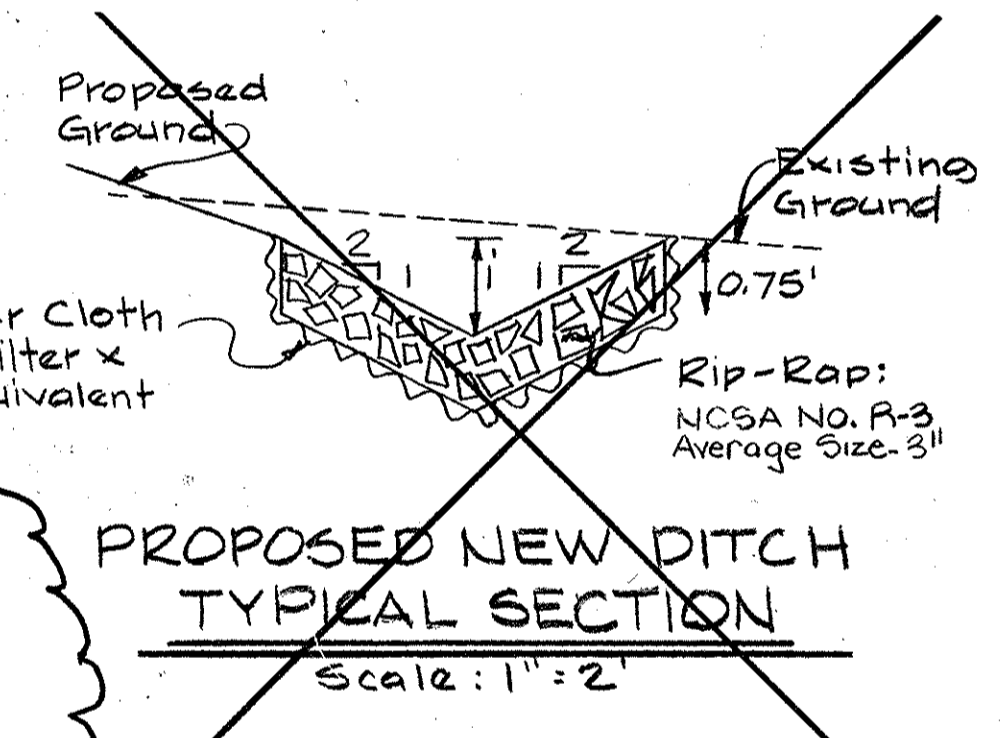 Proposed
Ground
Existing
Ground
2
1
1'
1
2
0.75'
r Cloth
ilter x
uivalent
Rip-Rap:
NCSA No. R-3
Average Size-3"
PROPOSED NEW DITCH
TYPICAL SECTION
Scale: 1"=2'